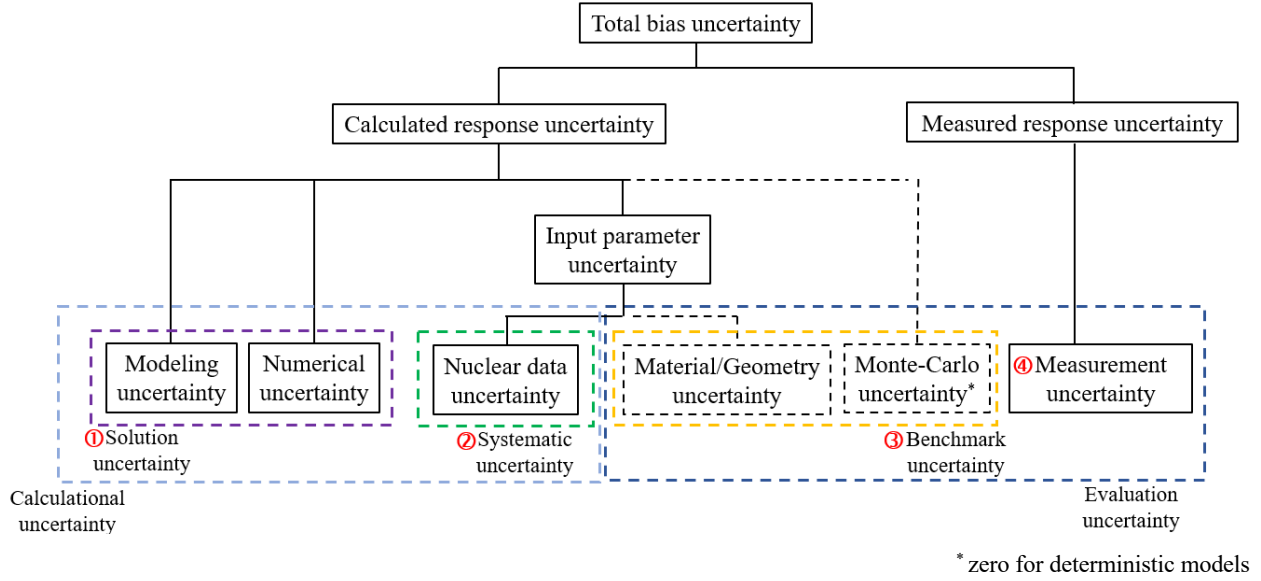 Total bias uncertainty
Calculated response uncertainty
Measured response uncertainty
Input parameter
uncertainty
Modeling
uncertainty
Numerical
uncertainty
Nuclear data
uncertainty
Material/Geometry
uncertainty
Monte-Carlo
uncertainty*
④Measurement
uncertainty
①Solution
uncertainty
②Systematic
uncertainty
③Benchmark
uncertainty
Calculational
uncertainty
Evaluation
uncertainty
* zero for deterministic models